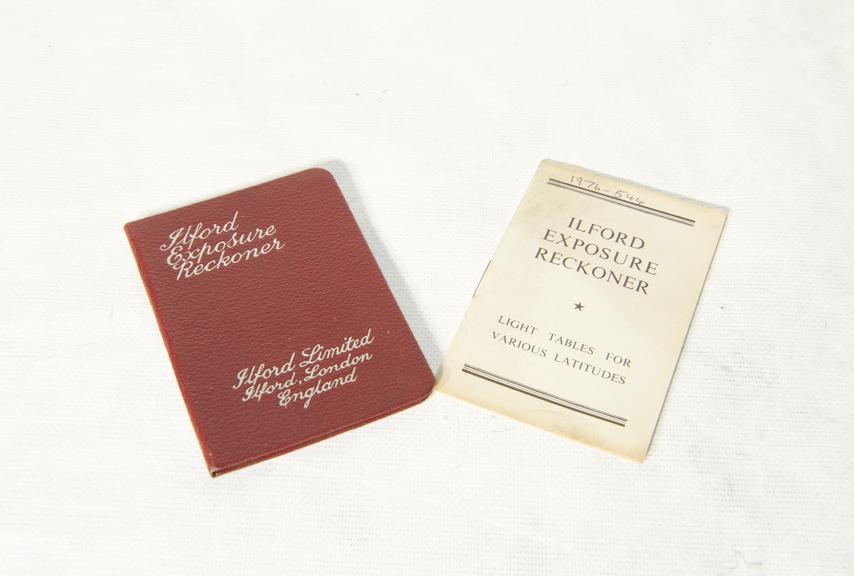 Ilford
Exposure
Reckoner
Ilford Limited
Ilford, London
England
1976-544
ILFORD
EXPOSURE
RECKONER
LIGHT TABLES FOR
VARIOUS LATITUDES